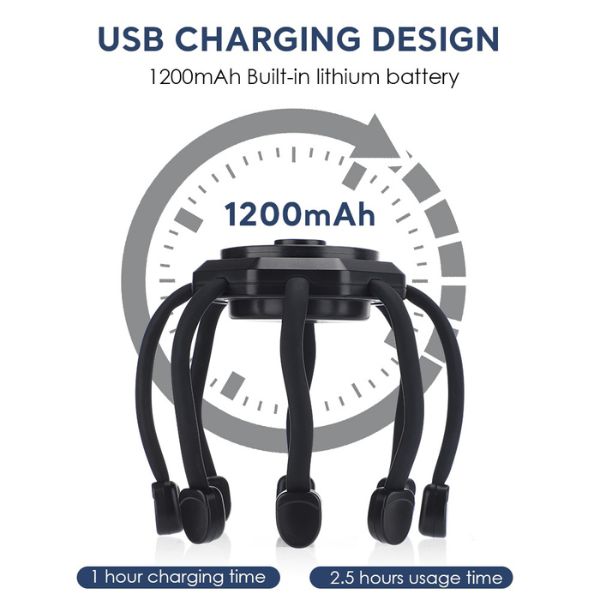 USB CHARGING DESIGN
1200mAh Built-in lithium battery
1200mAh
1 hour charging time
2.5 hours usage time